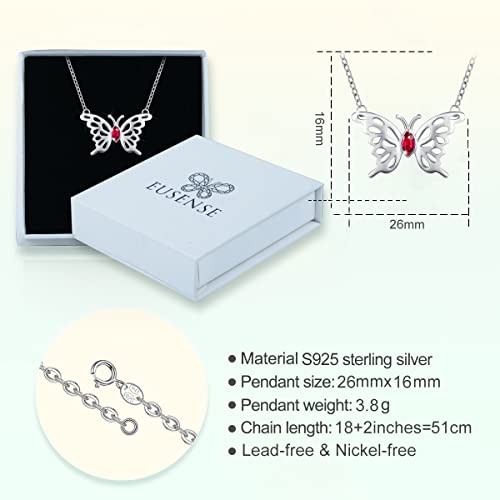 EUSENSE
16mm
26mm
Material S925 sterling silver
Pendant size: 26mmx16mm
Pendant weight: 3.8g
Chain length: 18+2inches=51cm
Lead-free & Nickel-free